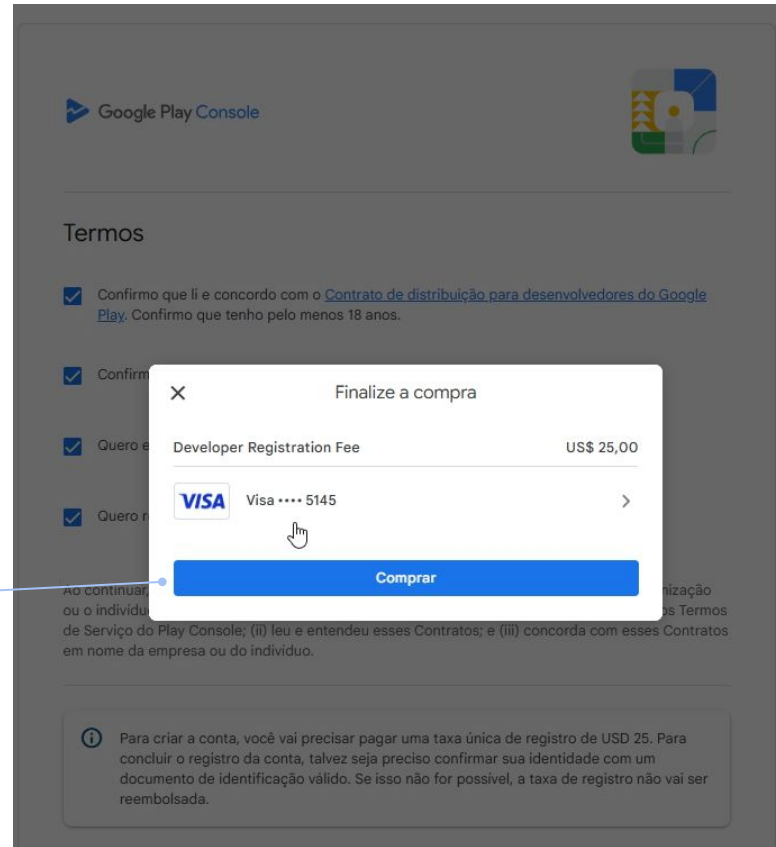 Google Play Console
Termos
Confirmo que li e concordo com o Contrato de distribuição para desenvolvedores do Google
Play. Confirmo que tenho pelo menos 18 anos.
Confirm
Quero e
Quero r
Finalize a compra
Developer Registration Fee US$ 25,00
VISA Visa •••• 5145
Comprar
Ao continuar, nização
ou o indivídu os Termos
de Serviço do Play Console; (ii) leu e entendeu esses Contratos; e (iii) concorda com esses Contratos
em nome da empresa ou do indivíduo.
Para criar a conta, você vai precisar pagar uma taxa única de registro de USD 25. Para
concluir o registro da conta, talvez seja preciso confirmar sua identidade com um
documento de identificação válido. Se isso não for possível, a taxa de registro não vai ser
reembolsada.